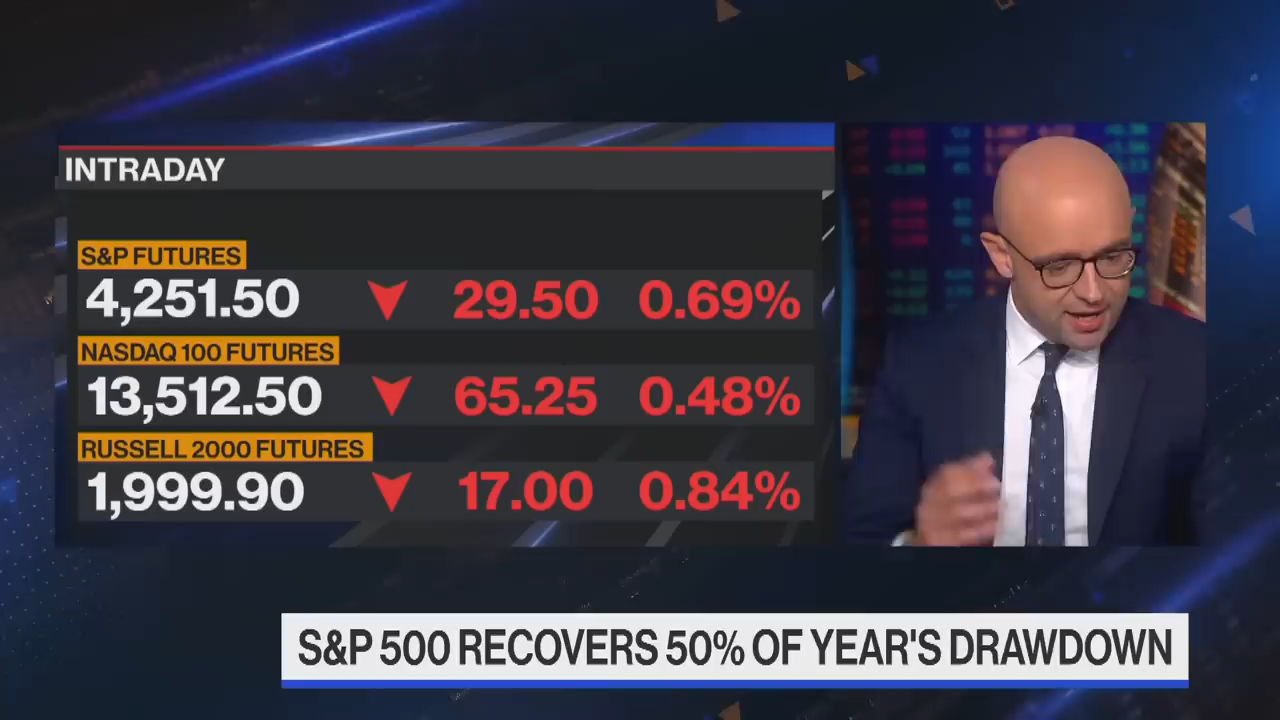 INTRADAY
S&P FUTURES
4,251.50 ▼ 29.50 0.69%
NASDAQ 100 FUTURES
13,512.50 ▼ 65.25 0.48%
RUSSELL 2000 FUTURES
1,999.90 ▼ 17.00 0.84%
S&P 500 RECOVERS 50% OF YEAR'S DRAWDOWN